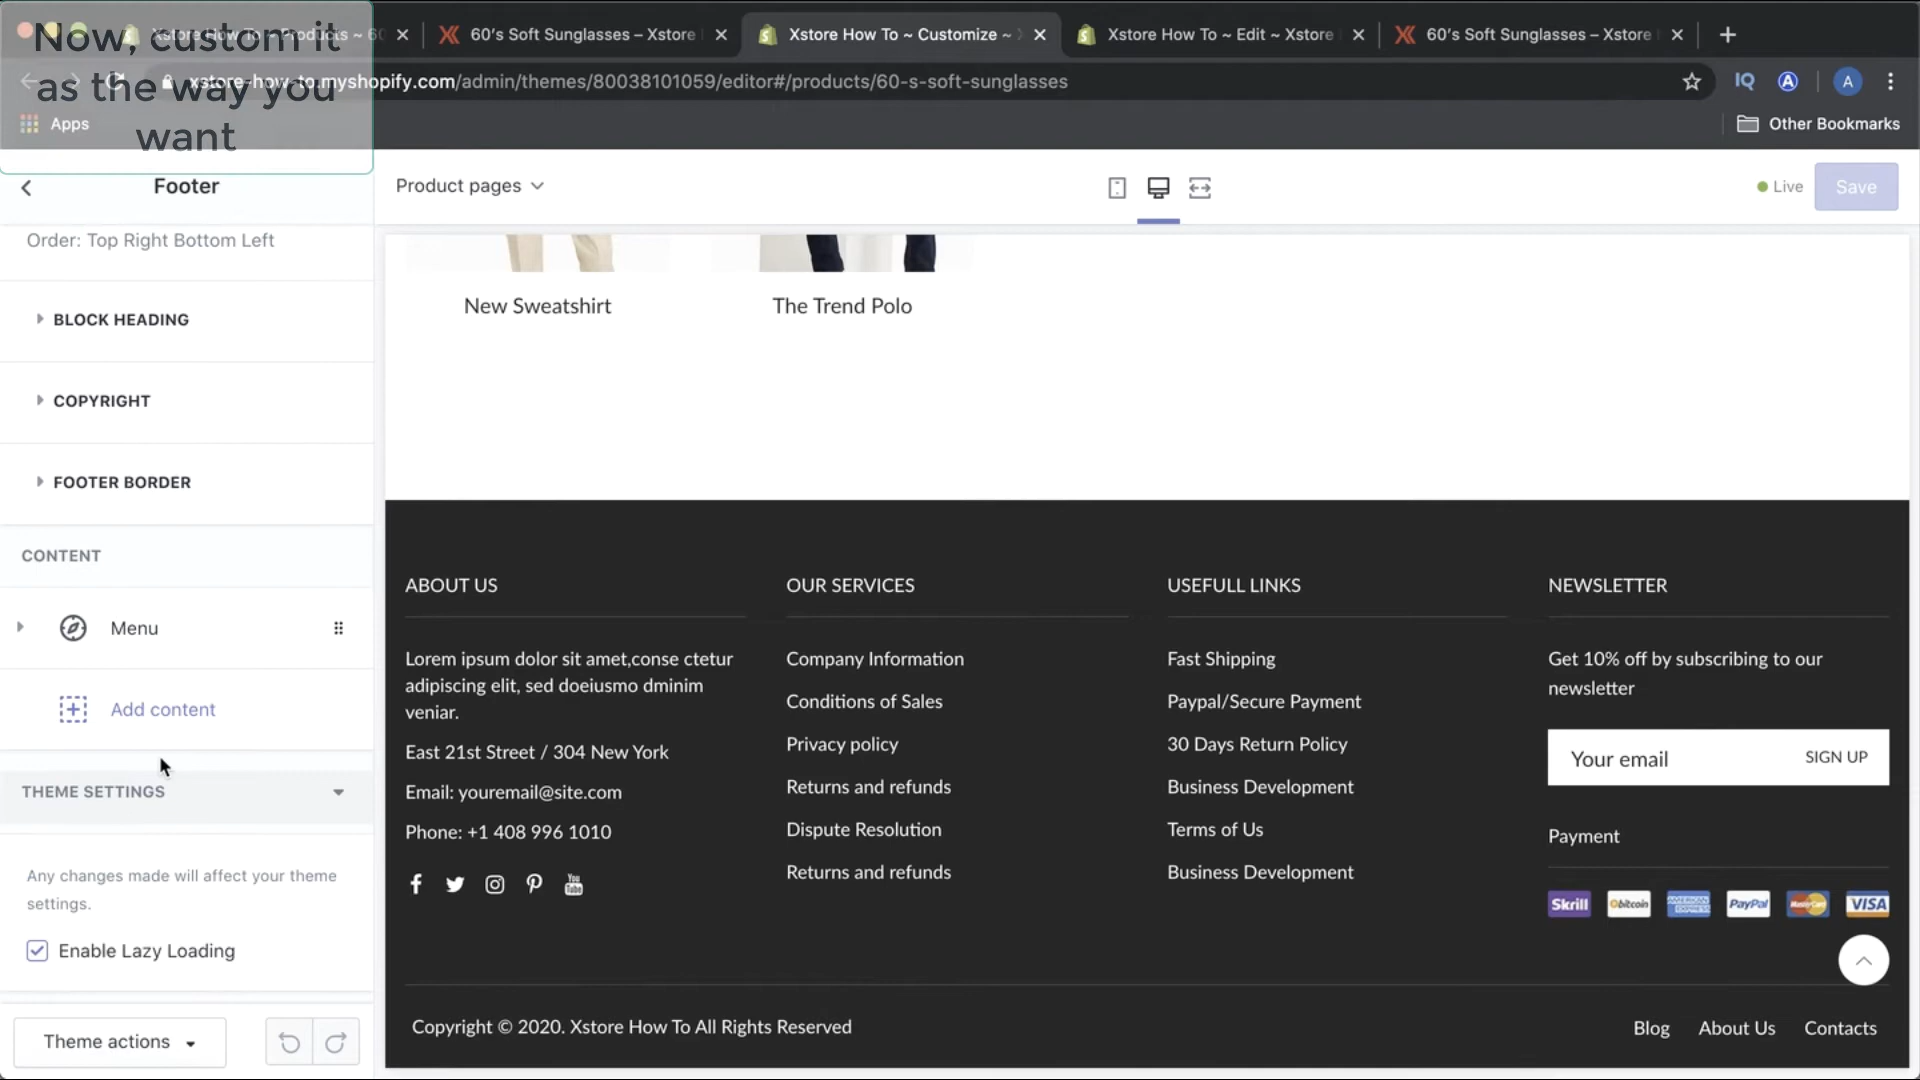 Now, custom it
as the way you
want
60's Soft Sunglasses – Xstore
Xstore How To ~ Customize ~
Xstore How To ~ Edit ~ Xstore
60's Soft Sunglasses – Xstore
xstore-how-to.myshopify.com/admin/themes/80038101059/editor#/products/60-s-soft-sunglasses
IQ
A
A
Apps
Other Bookmarks
Footer
Product pages
Live
Save
Order: Top Right Bottom Left
BLOCK HEADING
COPYRIGHT
FOOTER BORDER
CONTENT
Menu
Add content
THEME SETTINGS
Any changes made will affect your theme
settings.
Enable Lazy Loading
Theme actions
New Sweatshirt
The Trend Polo
ABOUT US
Lorem ipsum dolor sit amet,conse ctetur
adipiscing elit, sed doeiusmo dminim
veniar.
East 21st Street / 304 New York
Email: youremail@site.com
Phone: +1 408 996 1010
You
Tube
OUR SERVICES
Company Information
Conditions of Sales
Privacy policy
Returns and refunds
Dispute Resolution
Returns and refunds
USEFULL LINKS
Fast Shipping
Paypal/Secure Payment
30 Days Return Policy
Business Development
Terms of Us
Business Development
NEWSLETTER
Get 10% off by subscribing to our
newsletter
Your email
SIGN UP
Payment
Skrill
bitcoin
AMERICAN
EXPRESS
PayPal
MasterCard
VISA
Copyright © 2020. Xstore How To All Rights Reserved
Blog
About Us
Contacts